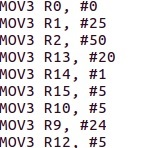 MOV3 R0, #0
MOV3 R1, #25
MOV3 R2, #50
MOV3 R13, #20
MOV3 R14, #1
MOV3 R15, #5
MOV3 R10, #5
MOV3 R9, #24
MOV3 R12, #5